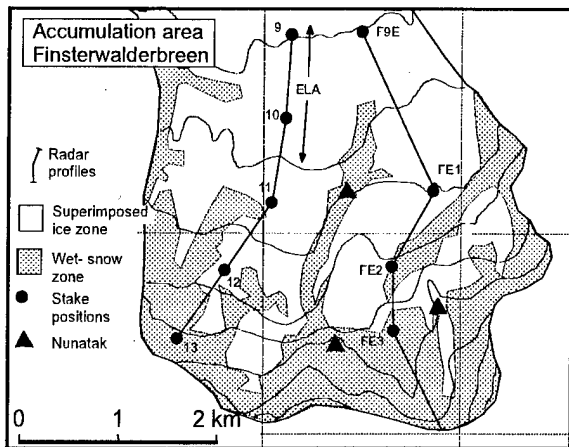 Accumulation area
Finsterwalderbreen
9
F9E
ELA
10
Radar
profiles
FE1
11
Superimposed
ice zone
Wet- snow
zone
FE2
12
Stake
positions
FE3
13
Nunatak
0 1 2 km